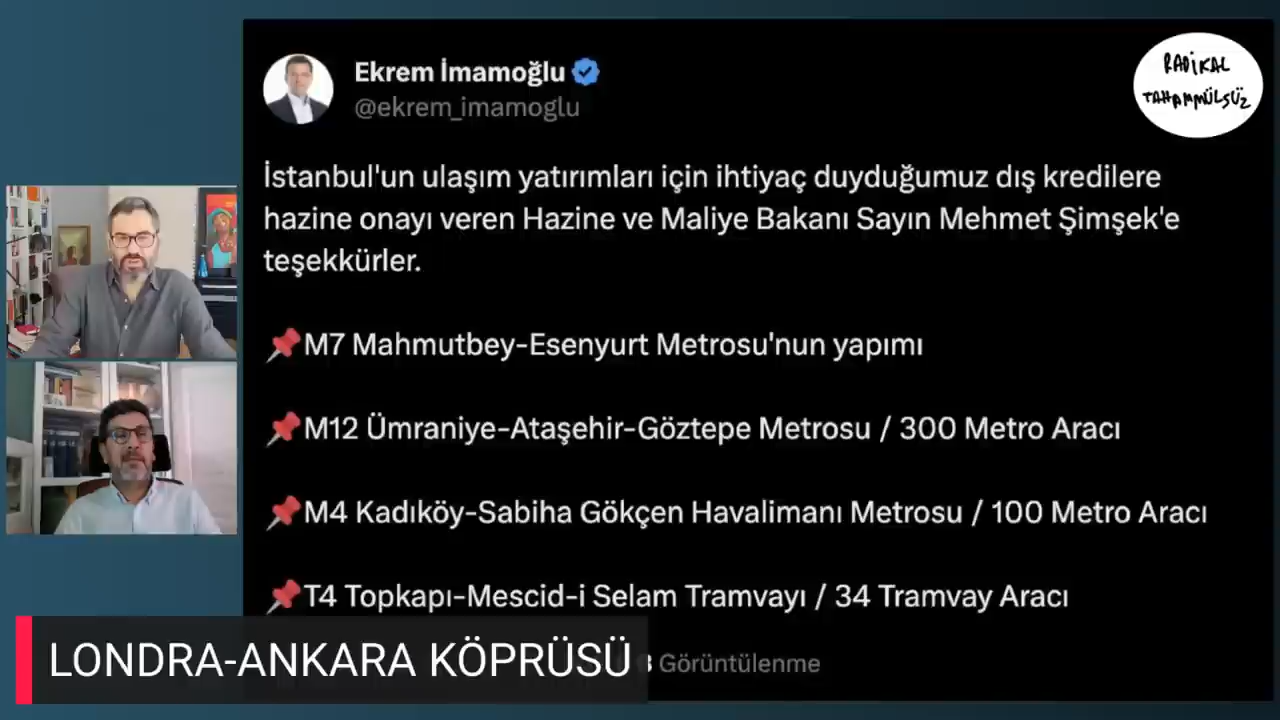 Ekrem İmamoğlu
@ekrem_imamoglu
RADİKAL
TAHAMMÜLSÜZ
İstanbul'un ulaşım yatırımları için ihtiyaç duyduğumuz dış kredilere
hazine onayı veren Hazine ve Maliye Bakanı Sayın Mehmet Şimşek'e
teşekkürler.
📌M7 Mahmutbey-Esenyurt Metrosu'nun yapımı
📌M12 Ümraniye-Ataşehir-Göztepe Metrosu / 300 Metro Aracı
📌M4 Kadıköy-Sabiha Gökçen Havalimanı Metrosu / 100 Metro Aracı
📌T4 Topkapı-Mescid-i Selam Tramvayı / 34 Tramvay Aracı
Görüntülenme
LONDRA-ANKARA KÖPRÜSÜ